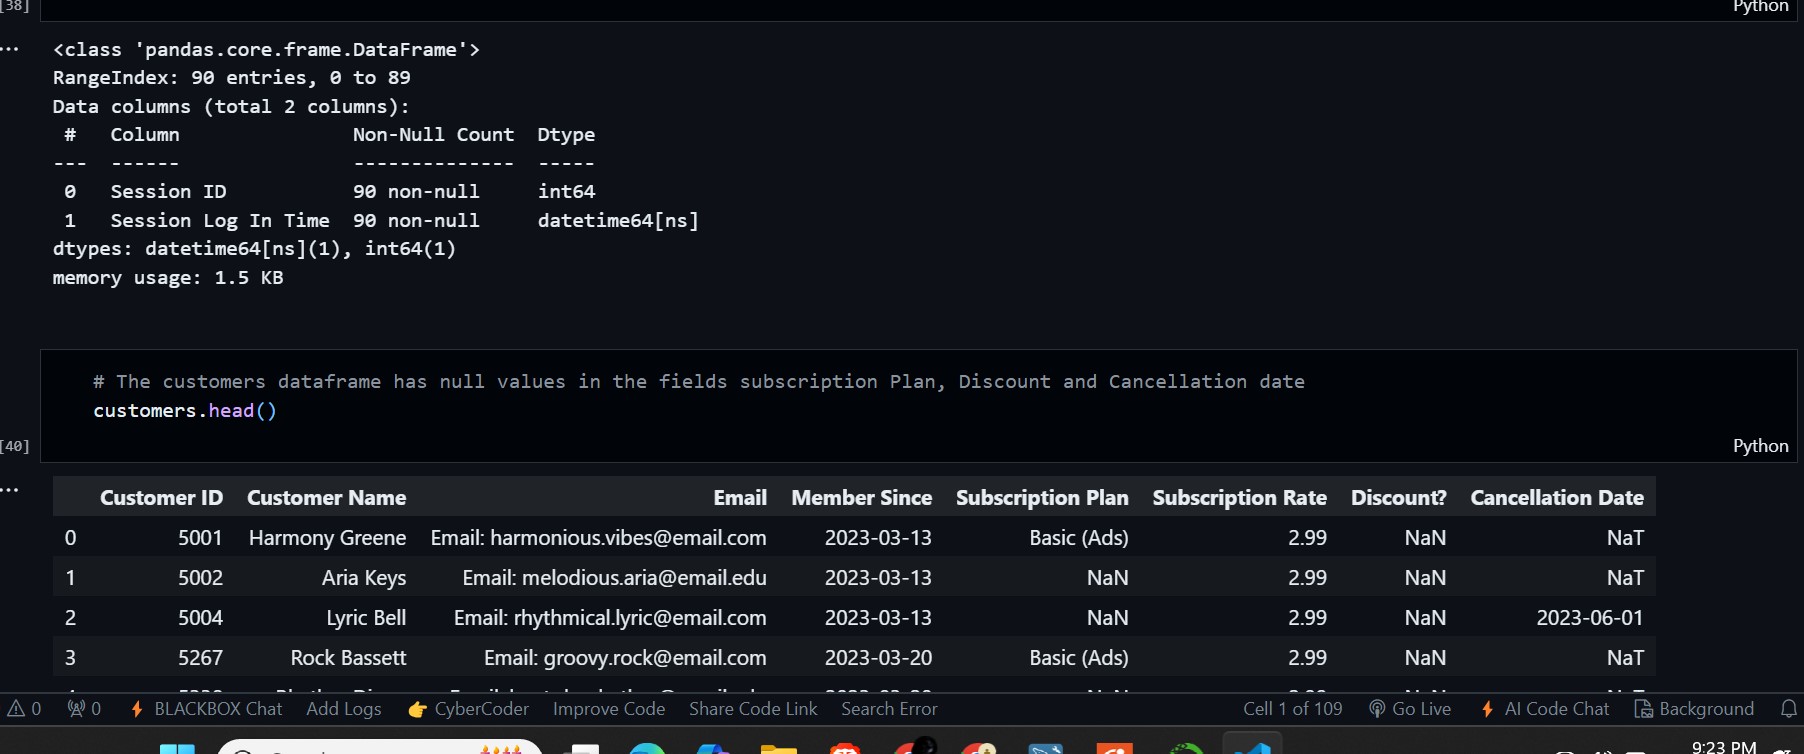 [38]
Python
<class 'pandas.core.frame.DataFrame'>
RangeIndex: 90 entries, 0 to 89
Data columns (total 2 columns):
#   Column               Non-Null Count  Dtype
---  ------               --------------  -----
0   Session ID           90 non-null     int64
1   Session Log In Time  90 non-null     datetime64[ns]
dtypes: datetime64[ns](1), int64(1)
memory usage: 1.5 KB
# The customers dataframe has null values in the fields subscription Plan, Discount and Cancellation date
customers.head()
[40]
Python
Customer ID Customer Name Email Member Since Subscription Plan Subscription Rate Discount? Cancellation Date
0 5001 Harmony Greene Email: harmonious.vibes@email.com 2023-03-13 Basic (Ads) 2.99 NaN NaT
1 5002 Aria Keys Email: melodious.aria@email.edu 2023-03-13 NaN 2.99 NaN NaT
2 5004 Lyric Bell Email: rhythmical.lyric@email.com 2023-03-13 NaN 2.99 NaN 2023-06-01
3 5267 Rock Bassett Email: groovy.rock@email.com 2023-03-20 Basic (Ads) 2.99 NaN NaT
0 0 BLACKBOX Chat Add Logs CyberCoder Improve Code Share Code Link Search Error Cell 1 of 109 Go Live AI Code Chat Background
9:23 PM